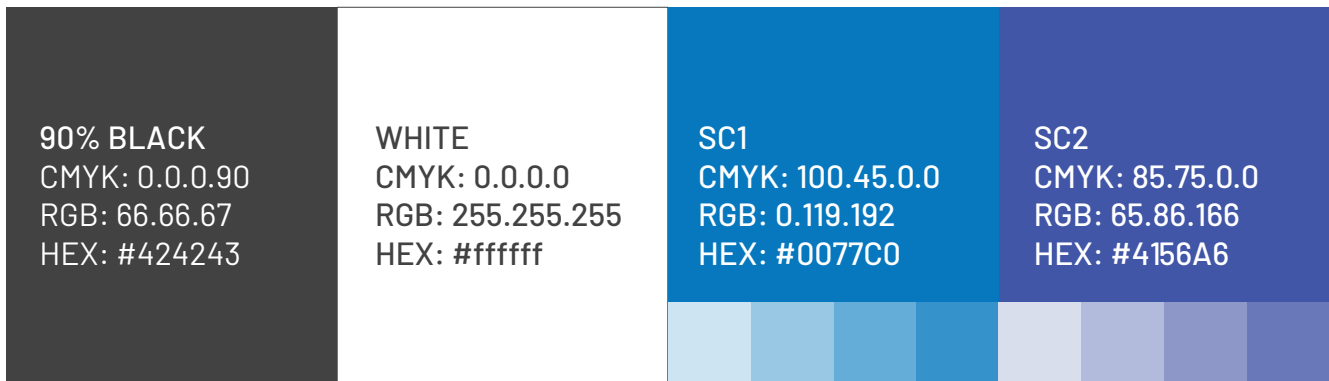 90% BLACK
CMYK: 0.0.0.90
RGB: 66.66.67
HEX: #424243
WHITE
CMYK: 0.0.0.0
RGB: 255.255.255
HEX: #ffffff
SC1
CMYK: 100.45.0.0
RGB: 0.119.192
HEX: #0077C0
SC2
CMYK: 85.75.0.0
RGB: 65.86.166
HEX: #4156A6